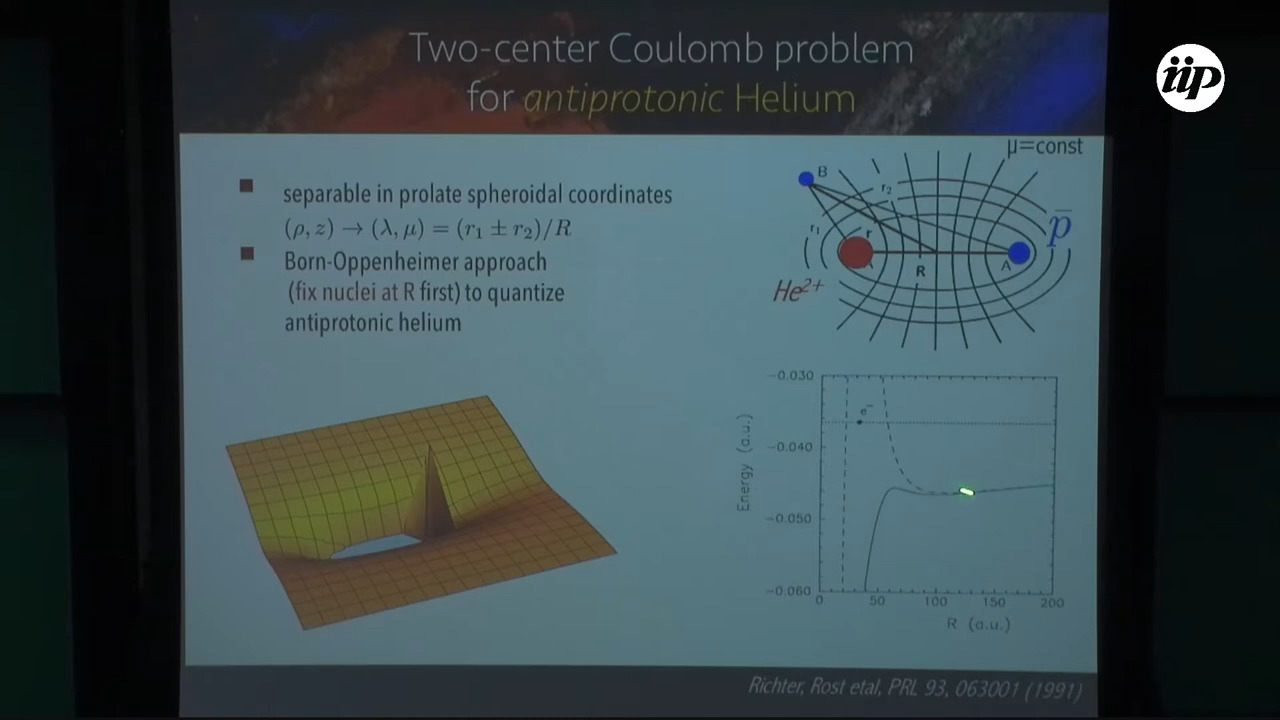 Two-center Coulomb problem
for antiprotonic Helium
iip
separable in prolate spheroidal coordinates
(ρ, z) → (λ, μ) = (r₁ ± r₂)/R
Born-Oppenheimer approach
(fix nuclei at R first) to quantize
antiprotonic helium
μ=const
B
r₂
r₁
r
p̄
A
R
He²⁺
-0.030
e⁻
-0.040
Energy (a.u.)
-0.050
-0.060
0 50 100 150 200
R (a.u.)
Richter, Rost etal, PRL 93, 063001 (1991)